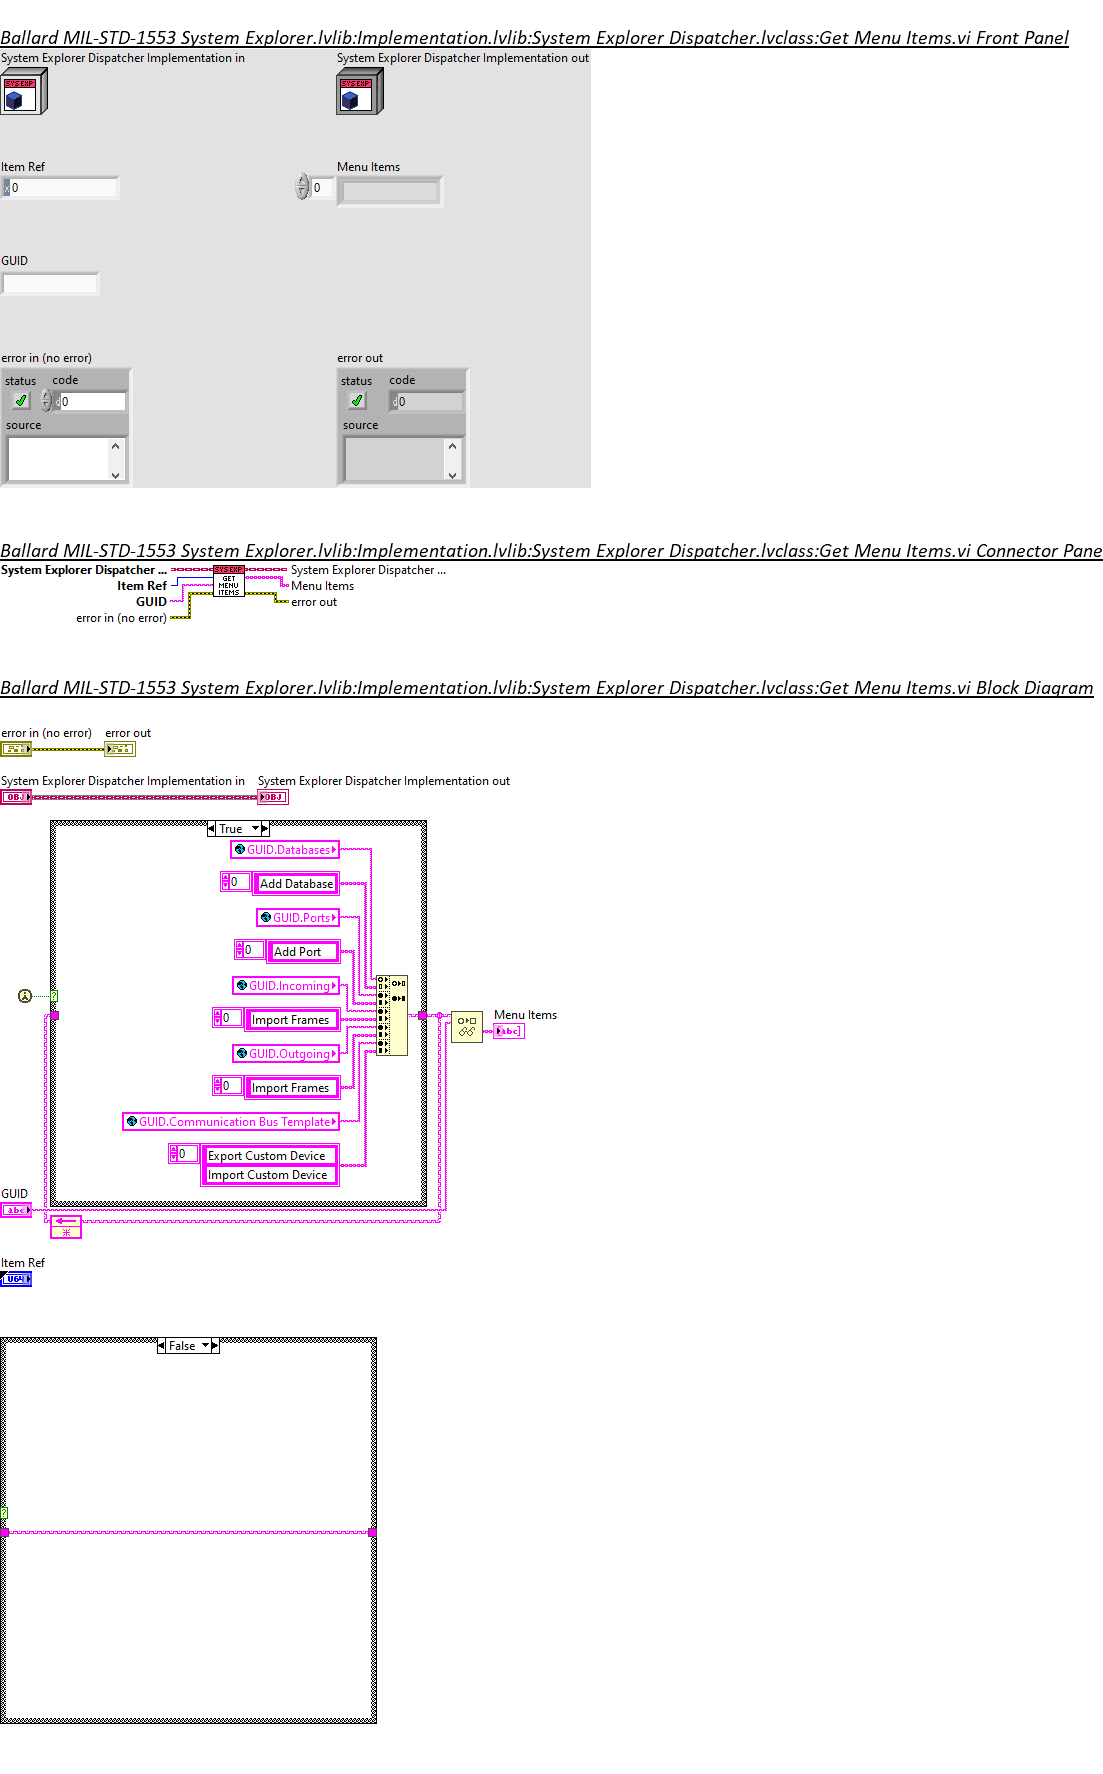 Ballard MIL-STD-1553 System Explorer.lvlib:Implementation.lvlib:System Explorer Dispatcher.lvclass:Get Menu Items.vi Front Panel
System Explorer Dispatcher Implementation in
System Explorer Dispatcher Implementation out
SYS EXP
SYS EXP
Item Ref
Menu Items
x 0
0
GUID
error in (no error)
error out
status code
status code
d 0
d 0
source
source
Ballard MIL-STD-1553 System Explorer.lvlib:Implementation.lvlib:System Explorer Dispatcher.lvclass:Get Menu Items.vi Connector Pane
System Explorer Dispatcher ...
SYS EXP
System Explorer Dispatcher ...
Item Ref
GET
MENU
ITEMS
Menu Items
GUID
error out
error in (no error)
Ballard MIL-STD-1553 System Explorer.lvlib:Implementation.lvlib:System Explorer Dispatcher.lvclass:Get Menu Items.vi Block Diagram
error in (no error)
error out
System Explorer Dispatcher Implementation in
System Explorer Dispatcher Implementation out
OBJ
OBJ
True
GUID.Databases
0 Add Database
GUID.Ports
0 Add Port
GUID.Incoming
?
Menu Items
0 Import Frames
abc
GUID.Outgoing
0 Import Frames
GUID.Communication Bus Template
0 Export Custom Device
Import Custom Device
GUID
abc
Item Ref
U64
False
?